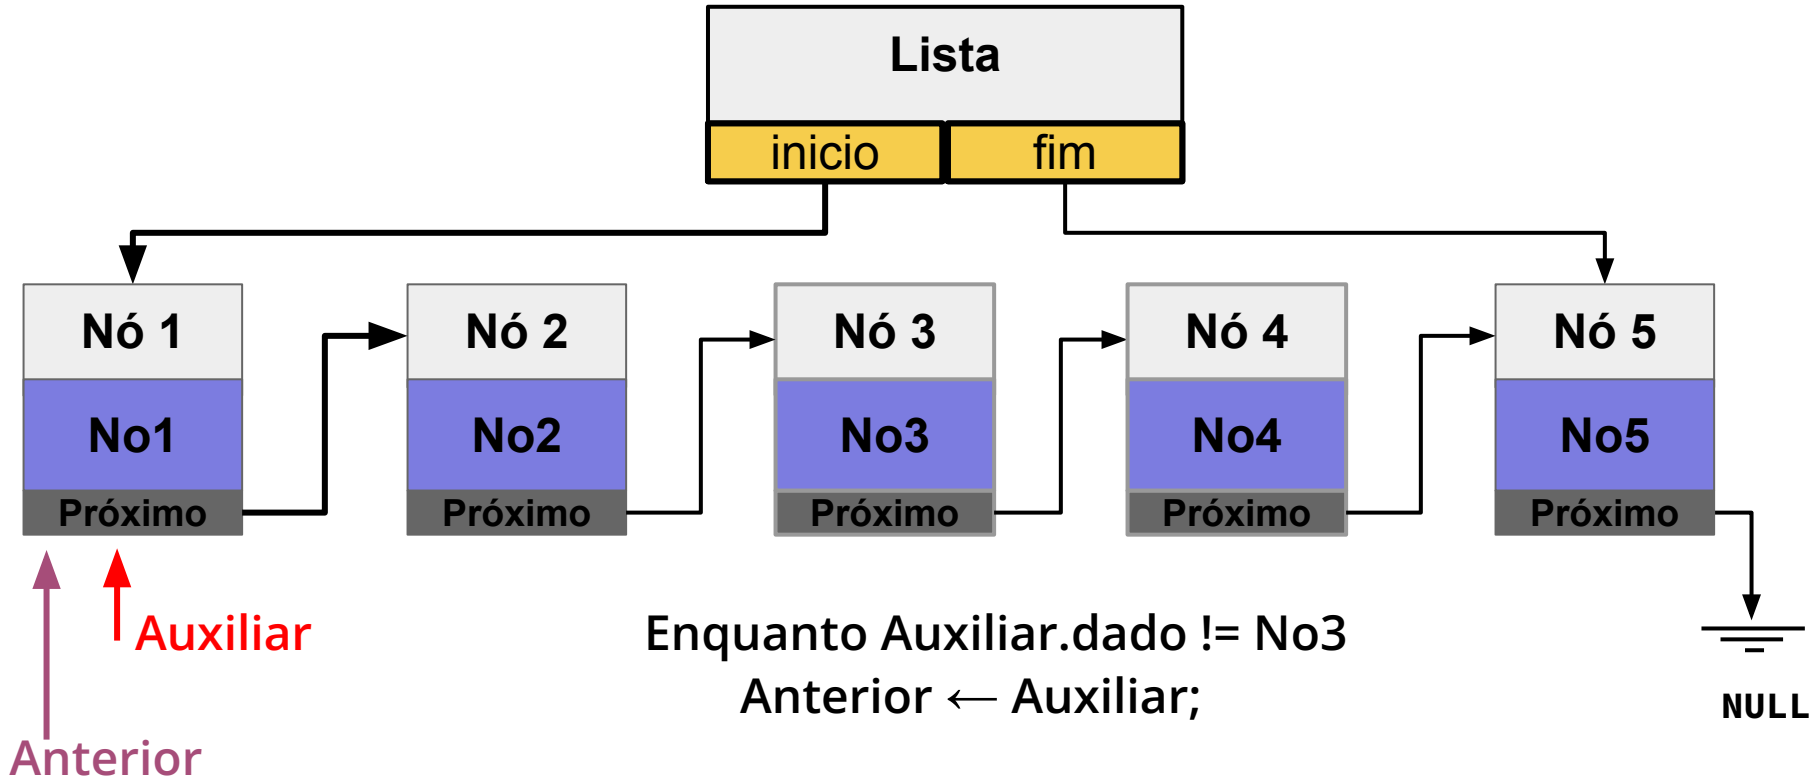 Lista
inicio fim
Nó 1 Nó 2 Nó 3 Nó 4 Nó 5
No1 No2 No3 No4 No5
Próximo Próximo Próximo Próximo Próximo
Auxiliar
Enquanto Auxiliar.dado != No3
Anterior ← Auxiliar;
NULL
Anterior